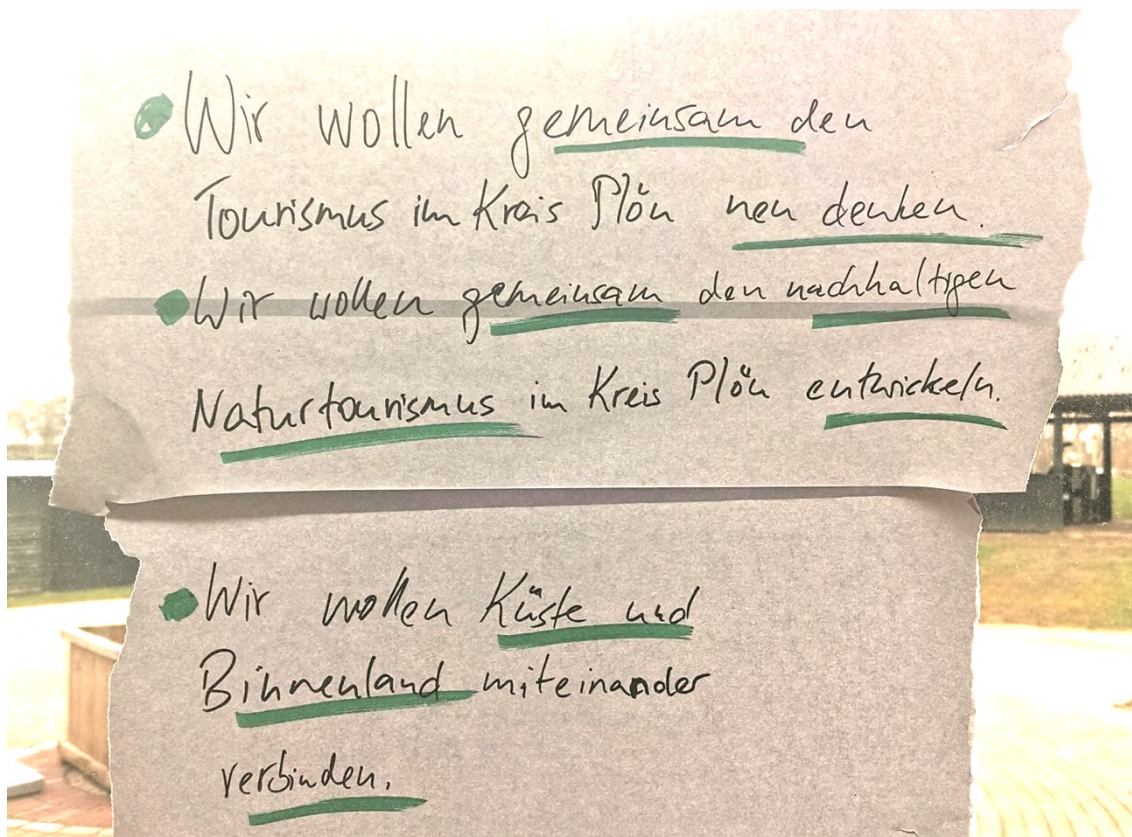 Wir wollen gemeinsam den
Tourismus im Kreis Plön neu denken.
Wir wollen gemeinsam den nachhaltigen
Naturtourismus im Kreis Plön entwickeln.
Wir wollen Küste und
Binnenland miteinander
verbinden.